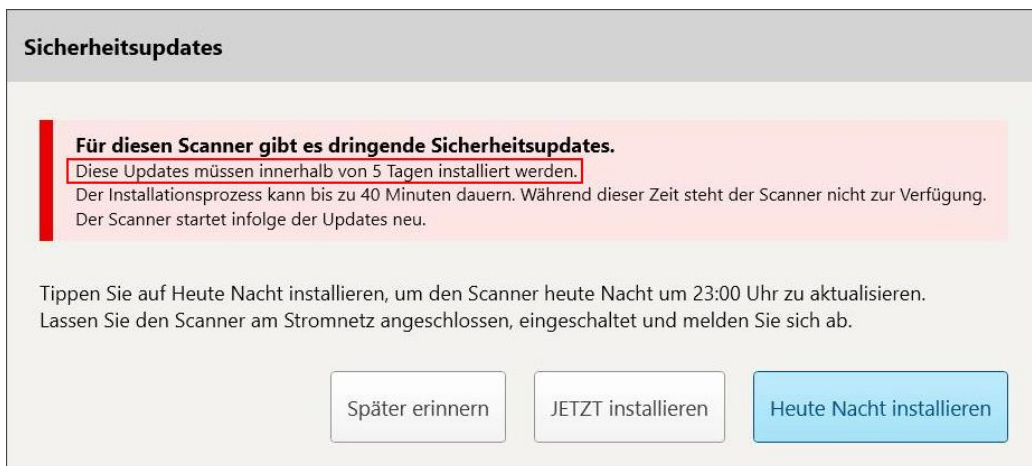 Sicherheitsupdates
Für diesen Scanner gibt es dringende Sicherheitsupdates.
Diese Updates müssen innerhalb von 5 Tagen installiert werden.
Der Installationsprozess kann bis zu 40 Minuten dauern. Während dieser Zeit steht der Scanner nicht zur Verfügung.
Der Scanner startet infolge der Updates neu.
Tippen Sie auf Heute Nacht installieren, um den Scanner heute Nacht um 23:00 Uhr zu aktualisieren.
Lassen Sie den Scanner am Stromnetz angeschlossen, eingeschaltet und melden Sie sich ab.
Später erinnern JETZT installieren Heute Nacht installieren